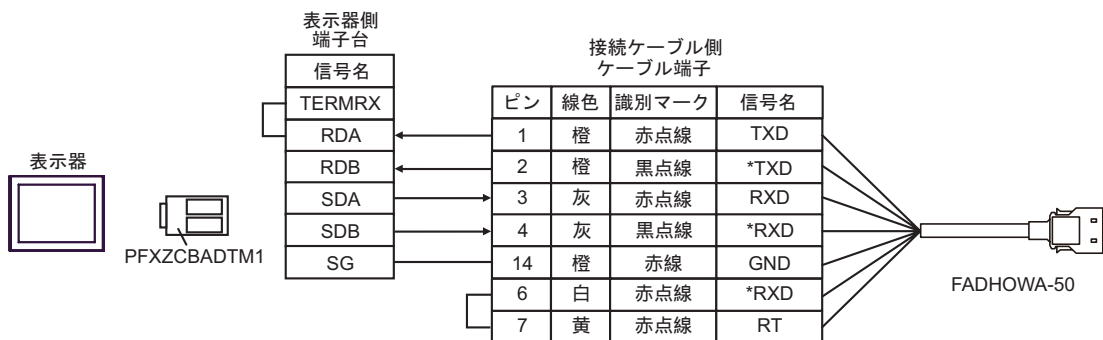 表示器側
端子台
信号名
TERMRX
RDA
RDB
SDA
SDB
SG
接続ケーブル側
ケーブル端子
ピン 線色 識別マーク 信号名
1 橙 赤点線 TXD
2 橙 黒点線 *TXD
3 灰 赤点線 RXD
4 灰 黒点線 *RXD
14 橙 赤線 GND
6 白 赤点線 *RXD
7 黄 赤点線 RT
表示器
PFXZCBADTM1
FADHOWA-50